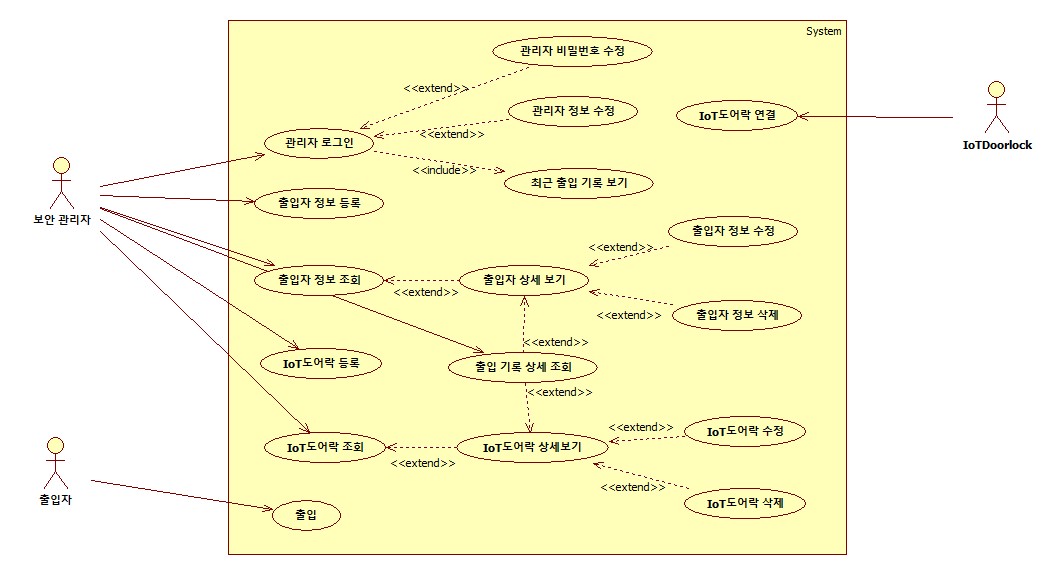 System
관리자 비밀번호 수정
<<extend>>
관리자 정보 수정
IoT도어락 연결
<<extend>>
관리자 로그인
IoTDoorlock
<<include>>
최근 출입 기록 보기
출입자 정보 등록
보안 관리자
출입자 정보 수정
<<extend>>
출입자 정보 조회
출입자 상세 보기
<<extend>>
<<extend>>
출입자 정보 삭제
<<extend>>
IoT도어락 등록
출입 기록 상세 조회
<<extend>>
<<extend>>
IoT도어락 수정
IoT도어락 조회
IoT도어락 상세보기
<<extend>>
<<extend>>
IoT도어락 삭제
출입자
출입